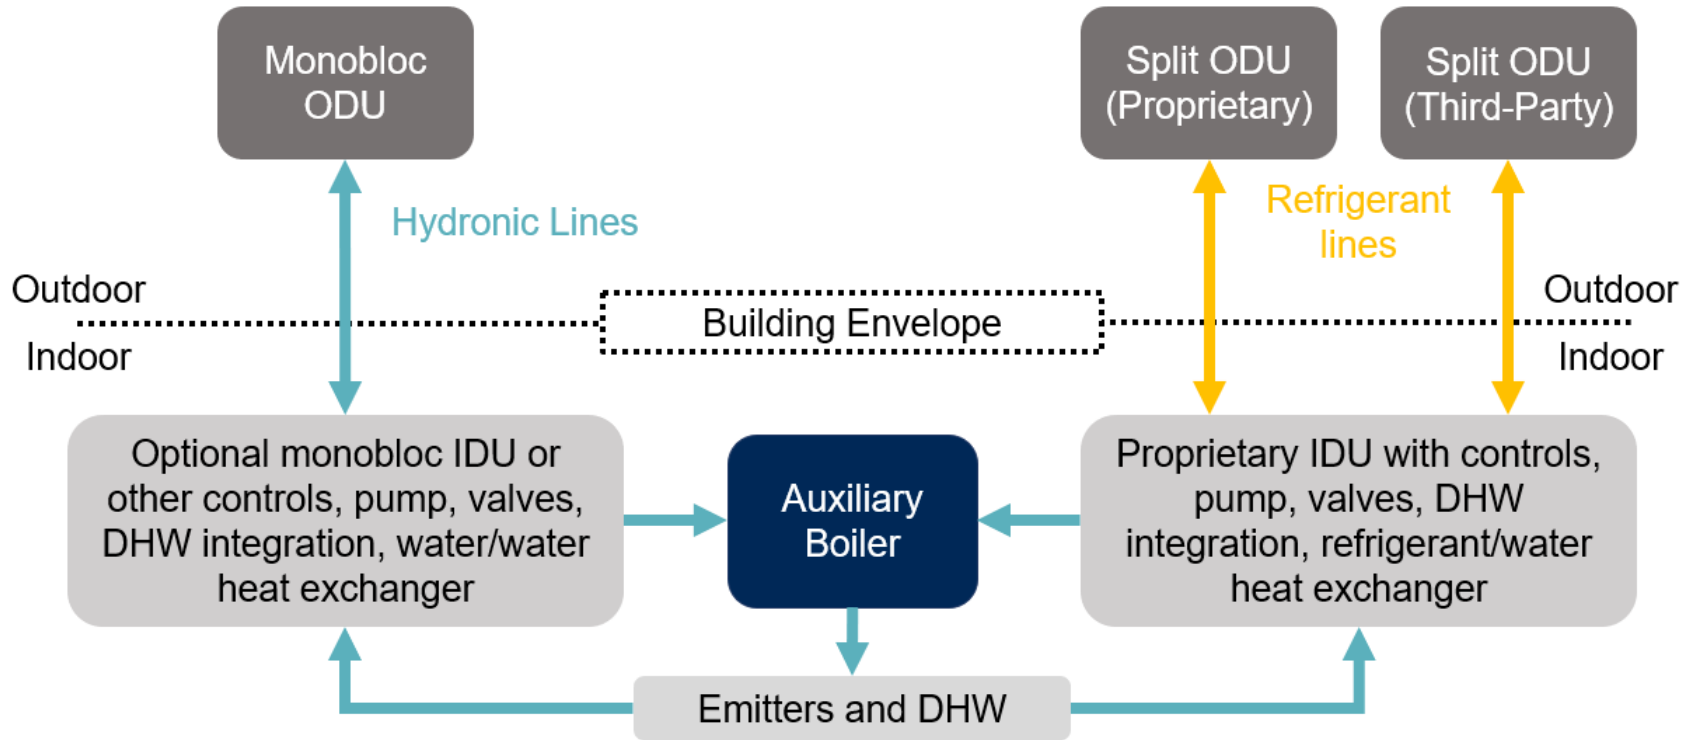 Monobloc
ODU
Split ODU
(Proprietary)
Split ODU
(Third-Party)
Hydronic Lines
Refrigerant
lines
Outdoor
Indoor
Building Envelope
Outdoor
Indoor
Optional monobloc IDU or
other controls, pump, valves,
DHW integration, water/water
heat exchanger
Auxiliary
Boiler
Proprietary IDU with controls,
pump, valves, DHW
integration, refrigerant/water
heat exchanger
Emitters and DHW